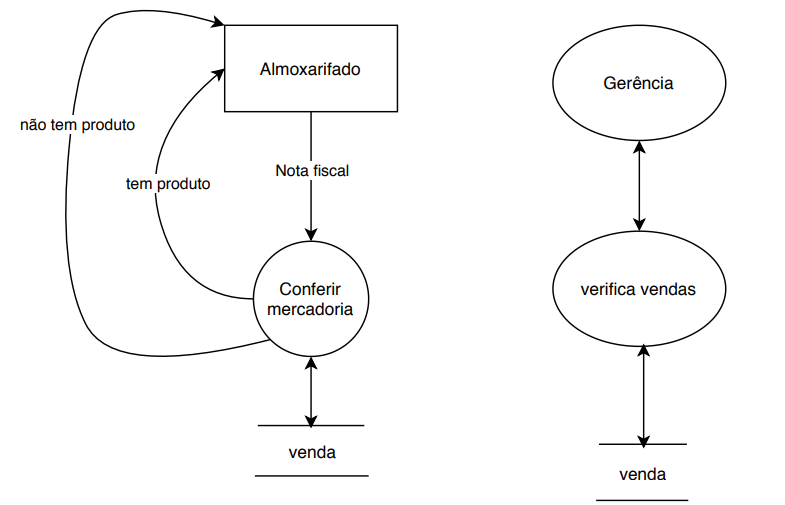 Almoxarifado
Gerência
não tem produto
Nota fiscal
tem produto
Conferir
mercadoria
verifica vendas
venda
venda